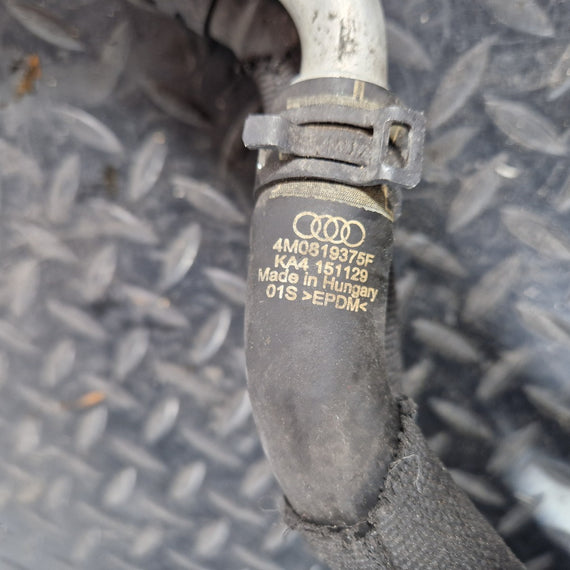 4M0819375F
KA4 151129
Made in Hungary
01S >EPDM<